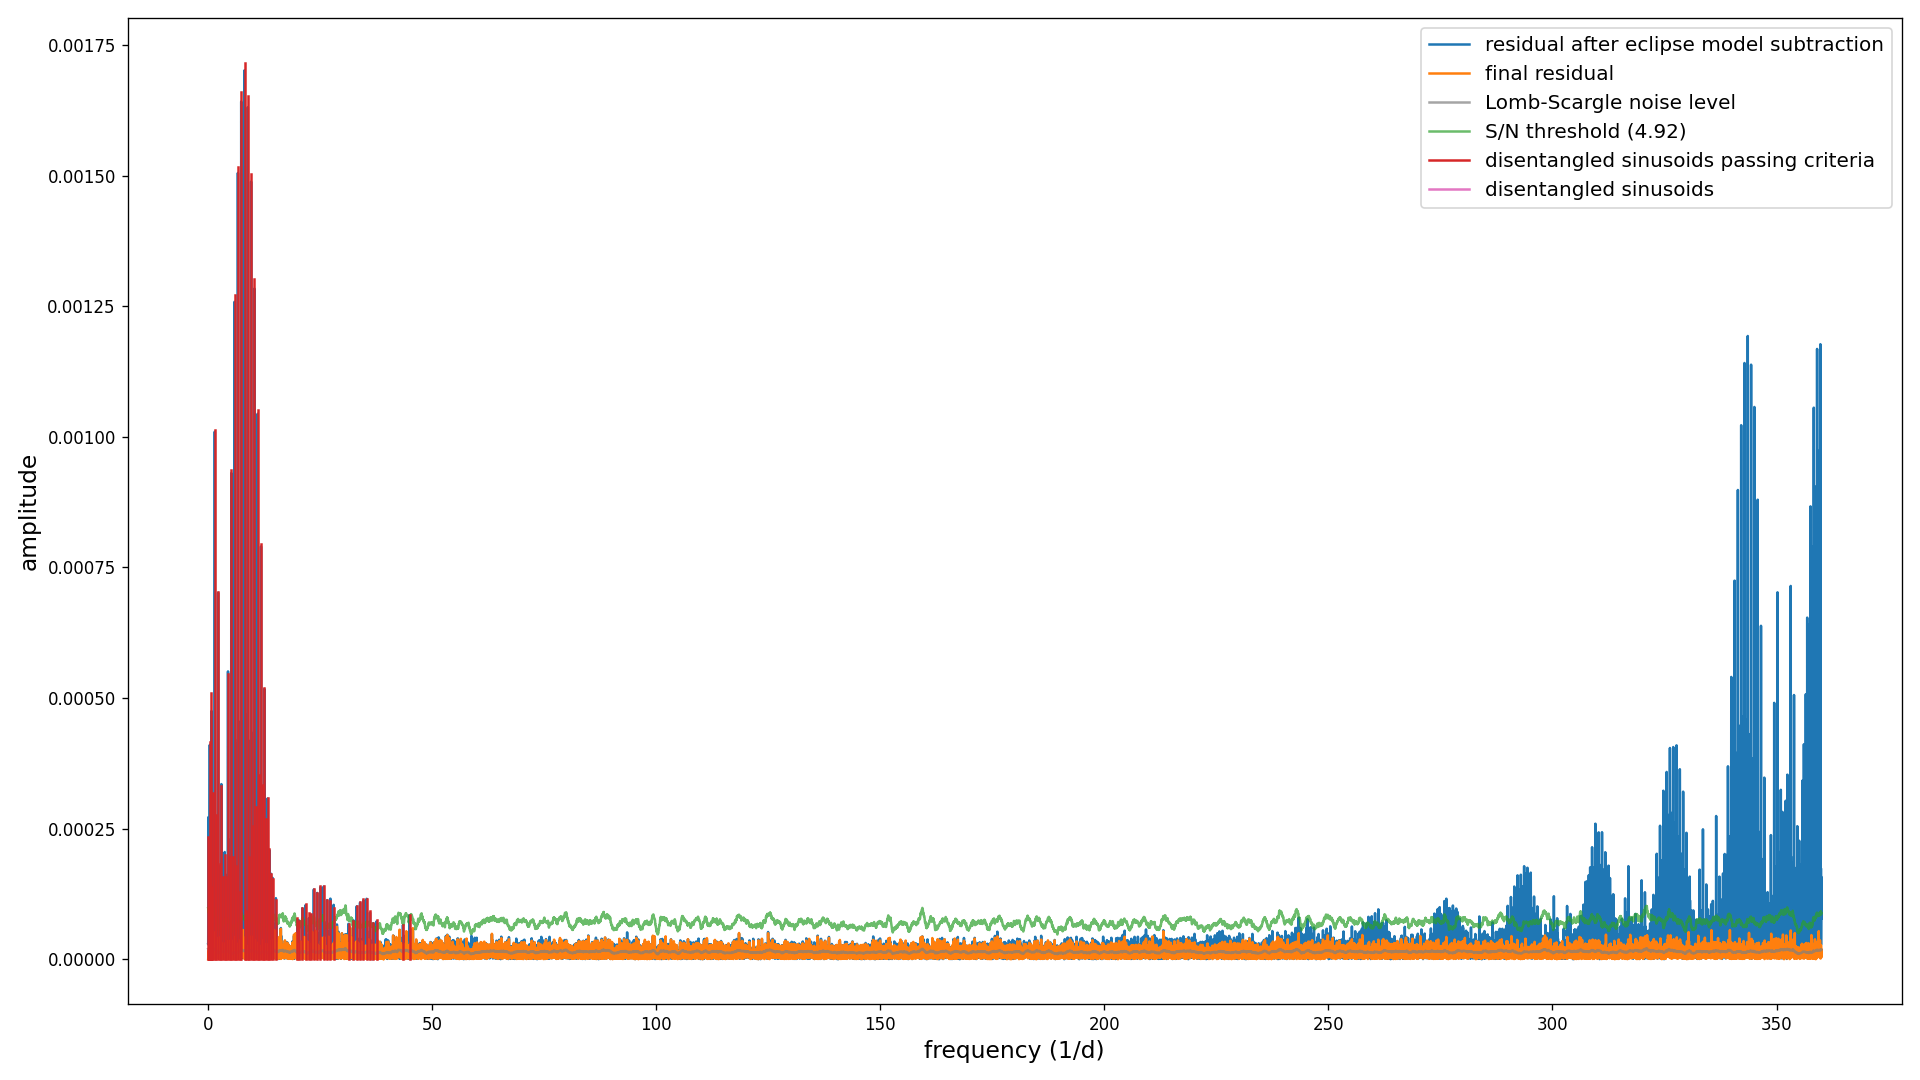 residual after eclipse model subtraction
final residual
Lomb-Scargle noise level
S/N threshold (4.92)
disentangled sinusoids passing criteria
disentangled sinusoids
0.00175
0.00150
0.00125
0.00100
0.00075
0.00050
0.00025
0.00000
amplitude
0 50 100 150 200 250 300 350
frequency (1/d)